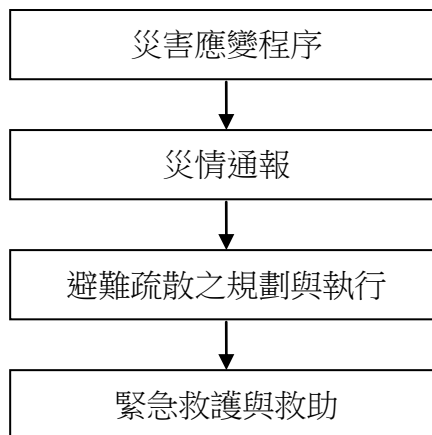 災害應變程序
災情通報
避難疏散之規劃與執行
緊急救護與救助